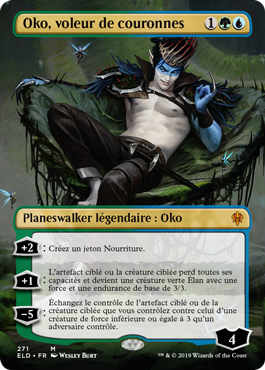 Oko, voleur de couronnes 1
Planeswalker légendaire : Oko
+2 : Créez un jeton Nourriture.
+1 : L'artefact ciblé ou la créature ciblée perd toutes ses
capacités et devient une créature verte Élan avec une
force et une endurance de base de 3/3.
−5 : Échangez le contrôle de l'artefact ciblé ou de la
créature ciblée que vous contrôlez contre celui d'une
créature de force inférieure ou égale à 3 qu'un
adversaire contrôle.
4
271 M
ELD • FR Wesley Burt
™ & © 2019 Wizards of the Coast